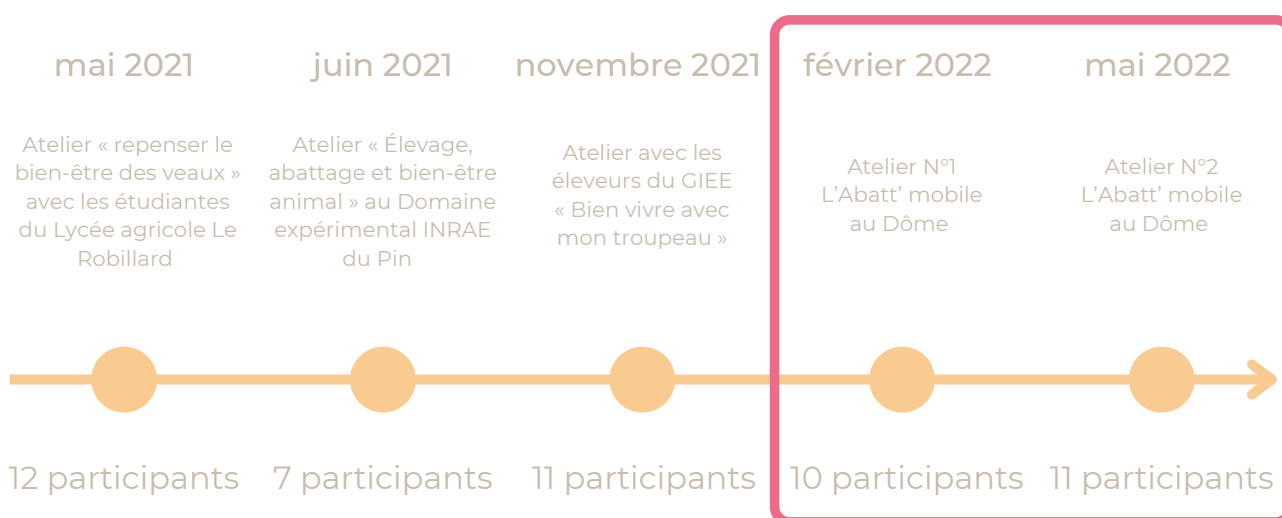 mai 2021
Atelier « repenser le
bien-être des veaux »
avec les étudiantes
du Lycée agricole Le
Robillard
12 participants
juin 2021
Atelier « Élevage,
abattage et bien-être
animal » au Domaine
expérimental INRAE
du Pin
7 participants
novembre 2021
Atelier avec les
éleveurs du GIEE
« Bien vivre avec
mon troupeau »
11 participants
février 2022
Atelier N°1
L'Abatt' mobile
au Dôme
10 participants
mai 2022
Atelier N°2
L'Abatt' mobile
au Dôme
11 participants